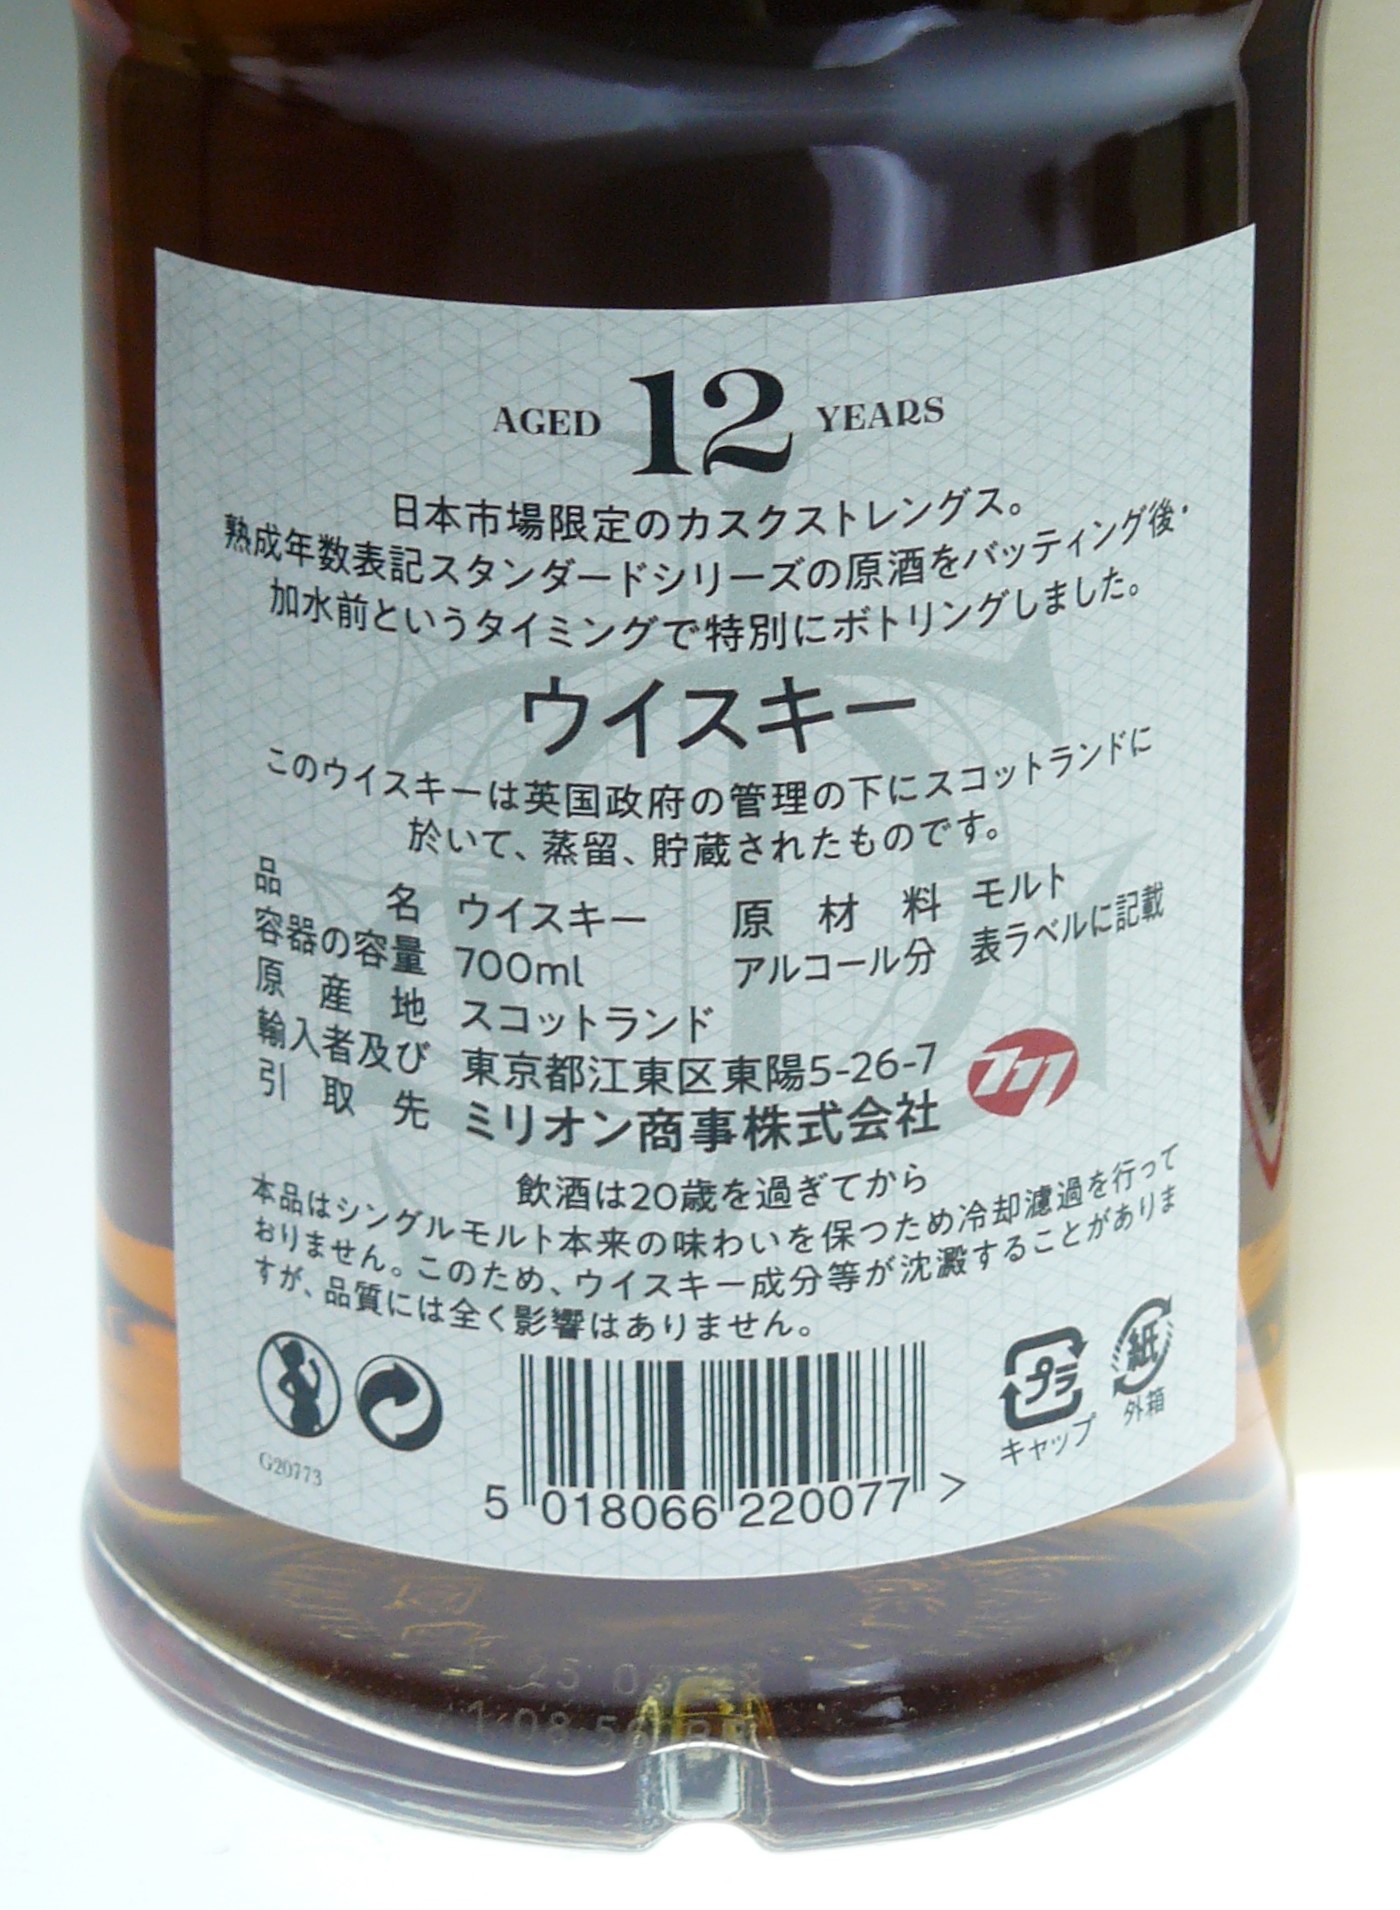 AGED 12 YEARS
日本市場限定のカスクストレングス。
熟成年数表記スタンダードシリーズの原酒をバッティング後・
加水前というタイミングで特別にボトリングしました。
ウイスキー
このウイスキーは英国政府の管理の下にスコットランドに
於いて、蒸留、貯蔵されたものです。
品名 ウイスキー 原材料 モルト
容器の容量 700ml アルコール分 表ラベルに記載
原産地 スコットランド
輸入者及び 東京都江東区東陽5-26-7
引取先 ミリオン商事株式会社
飲酒は20歳を過ぎてから
本品はシングルモルト本来の味わいを保つため冷却濾過を行って
おりません。このため、ウイスキー成分等が沈澱することがありま
すが、品質には全く影響はありません。
プラ 紙
キャップ 外箱
G20773
5 018066 220077 >